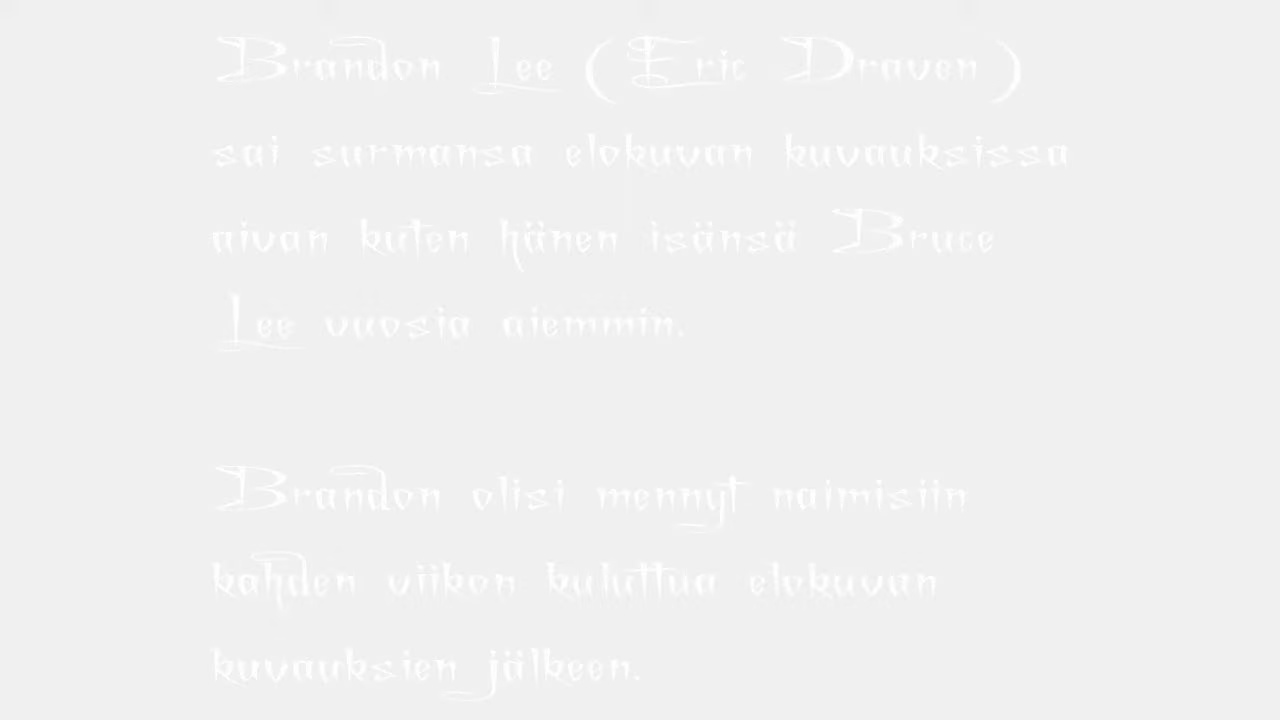 Brandon Lee (Eric Draven)
sai surmansa elokuvan kuvauksissa
aivan kuten hänen isänsä Bruce
Lee vuosia aiemmin.
Brandon olisi mennyt naimisiin
kahden viikon kuluttua elokuvan
kuvauksien jälkeen.